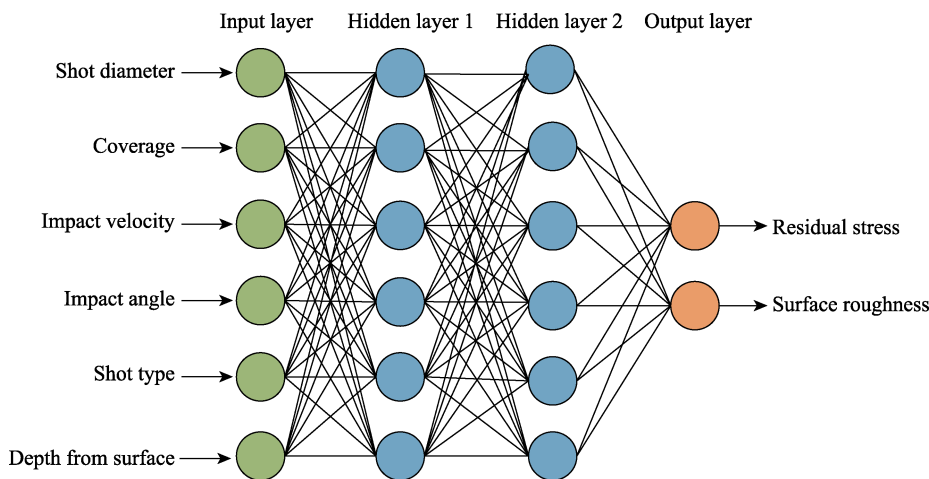 Input layer
Hidden layer 1
Hidden layer 2
Output layer
Shot diameter
Coverage
Impact velocity
Impact angle
Shot type
Depth from surface
Residual stress
Surface roughness